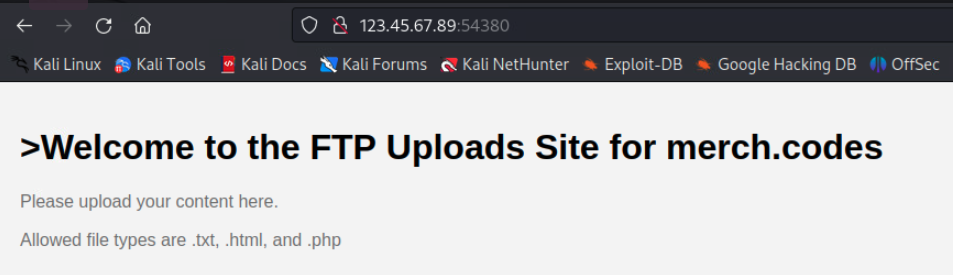 123.45.67.89:54380
Kali Linux Kali Tools Kali Docs Kali Forums Kali NetHunter Exploit-DB Google Hacking DB OffSec
>Welcome to the FTP Uploads Site for merch.codes
Please upload your content here.
Allowed file types are .txt, .html, and .php